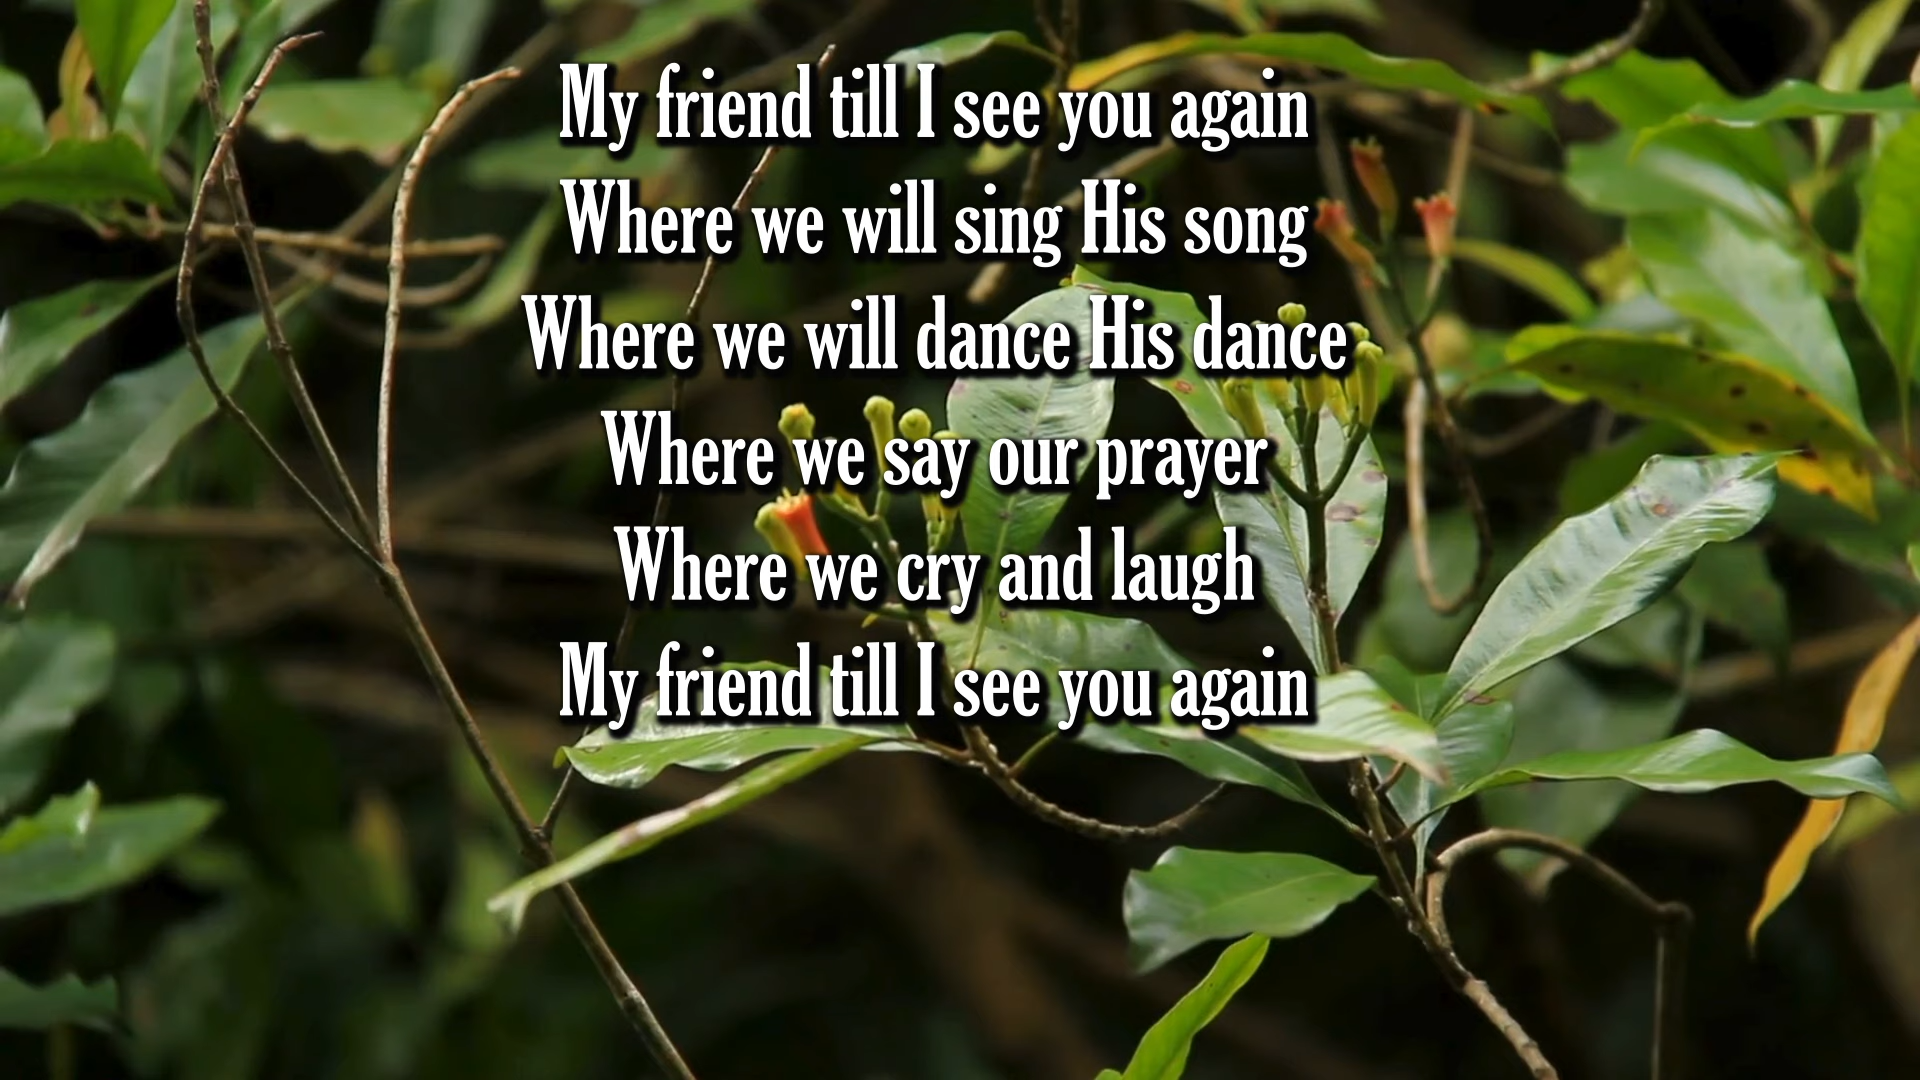 My friend till I see you again
Where we will sing His song
Where we will dance His dance
Where we say our prayer
Where we cry and laugh
My friend till I see you again